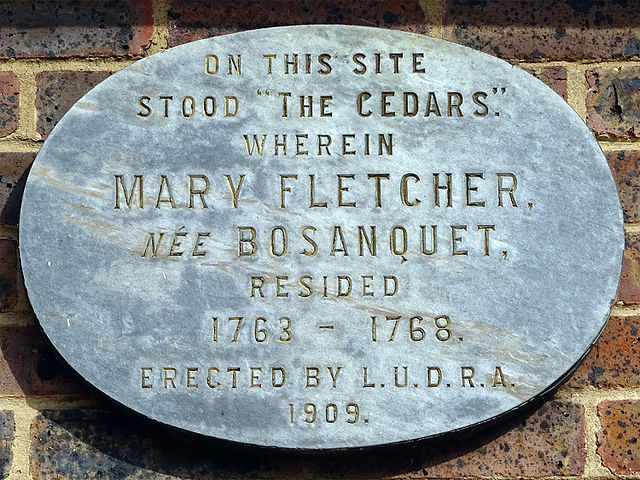 ON THIS SITE
STOOD "THE CEDARS."
WHEREIN
MARY FLETCHER,
NÉE BOSANQUET,
RESIDED
1763 - 1768.
ERECTED BY L.U.D.R.A.
1909.